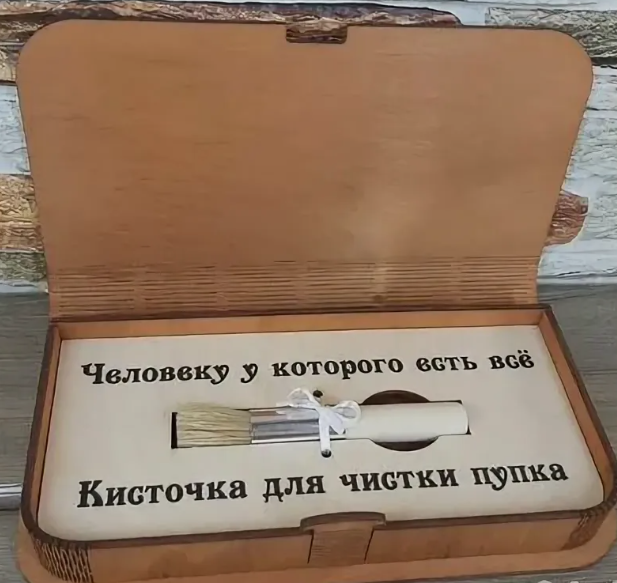 Человеку у которого есть всё
Кисточка для чистки пупка